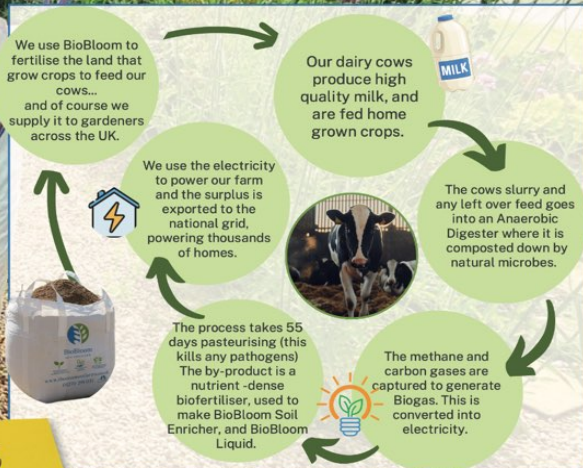 We use BioBloom to
fertilise the land that
grow crops to feed our
cows...
and of course we
supply it to gardeners
across the UK.
Our dairy cows
produce high
quality milk, and
are fed home
grown crops.
MILK
The cows slurry and
any left over feed goes
into an Anaerobic
Digester where it is
composted down by
natural microbes.
The methane and
carbon gases are
captured to generate
Biogas. This is
converted into
electricity.
The process takes 55
days pasteurising (this
kills any pathogens)
The by-product is a
nutrient -dense
biofertiliser, used to
make BioBloom Soil
Enricher, and BioBloom
Liquid.
We use the electricity
to power our farm
and the surplus is
exported to the
national grid,
powering thousands
of homes.
BioBloom